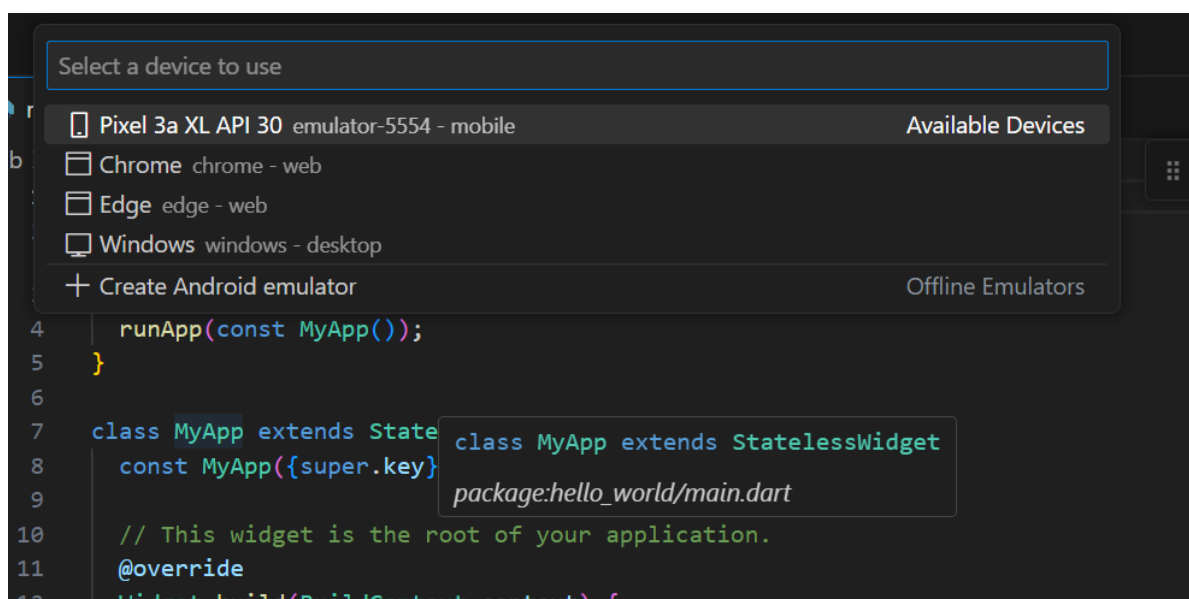 Select a device to use
Pixel 3a XL API 30 emulator-5554 - mobile Available Devices
Chrome chrome - web
Edge edge - web
Windows windows - desktop
Create Android emulator Offline Emulators
4 runApp(const MyApp());
5 }
6
7 class MyApp extends State
8 const MyApp({super.key}
class MyApp extends StatelessWidget
package:hello_world/main.dart
9
10 // This widget is the root of your application.
11 @override